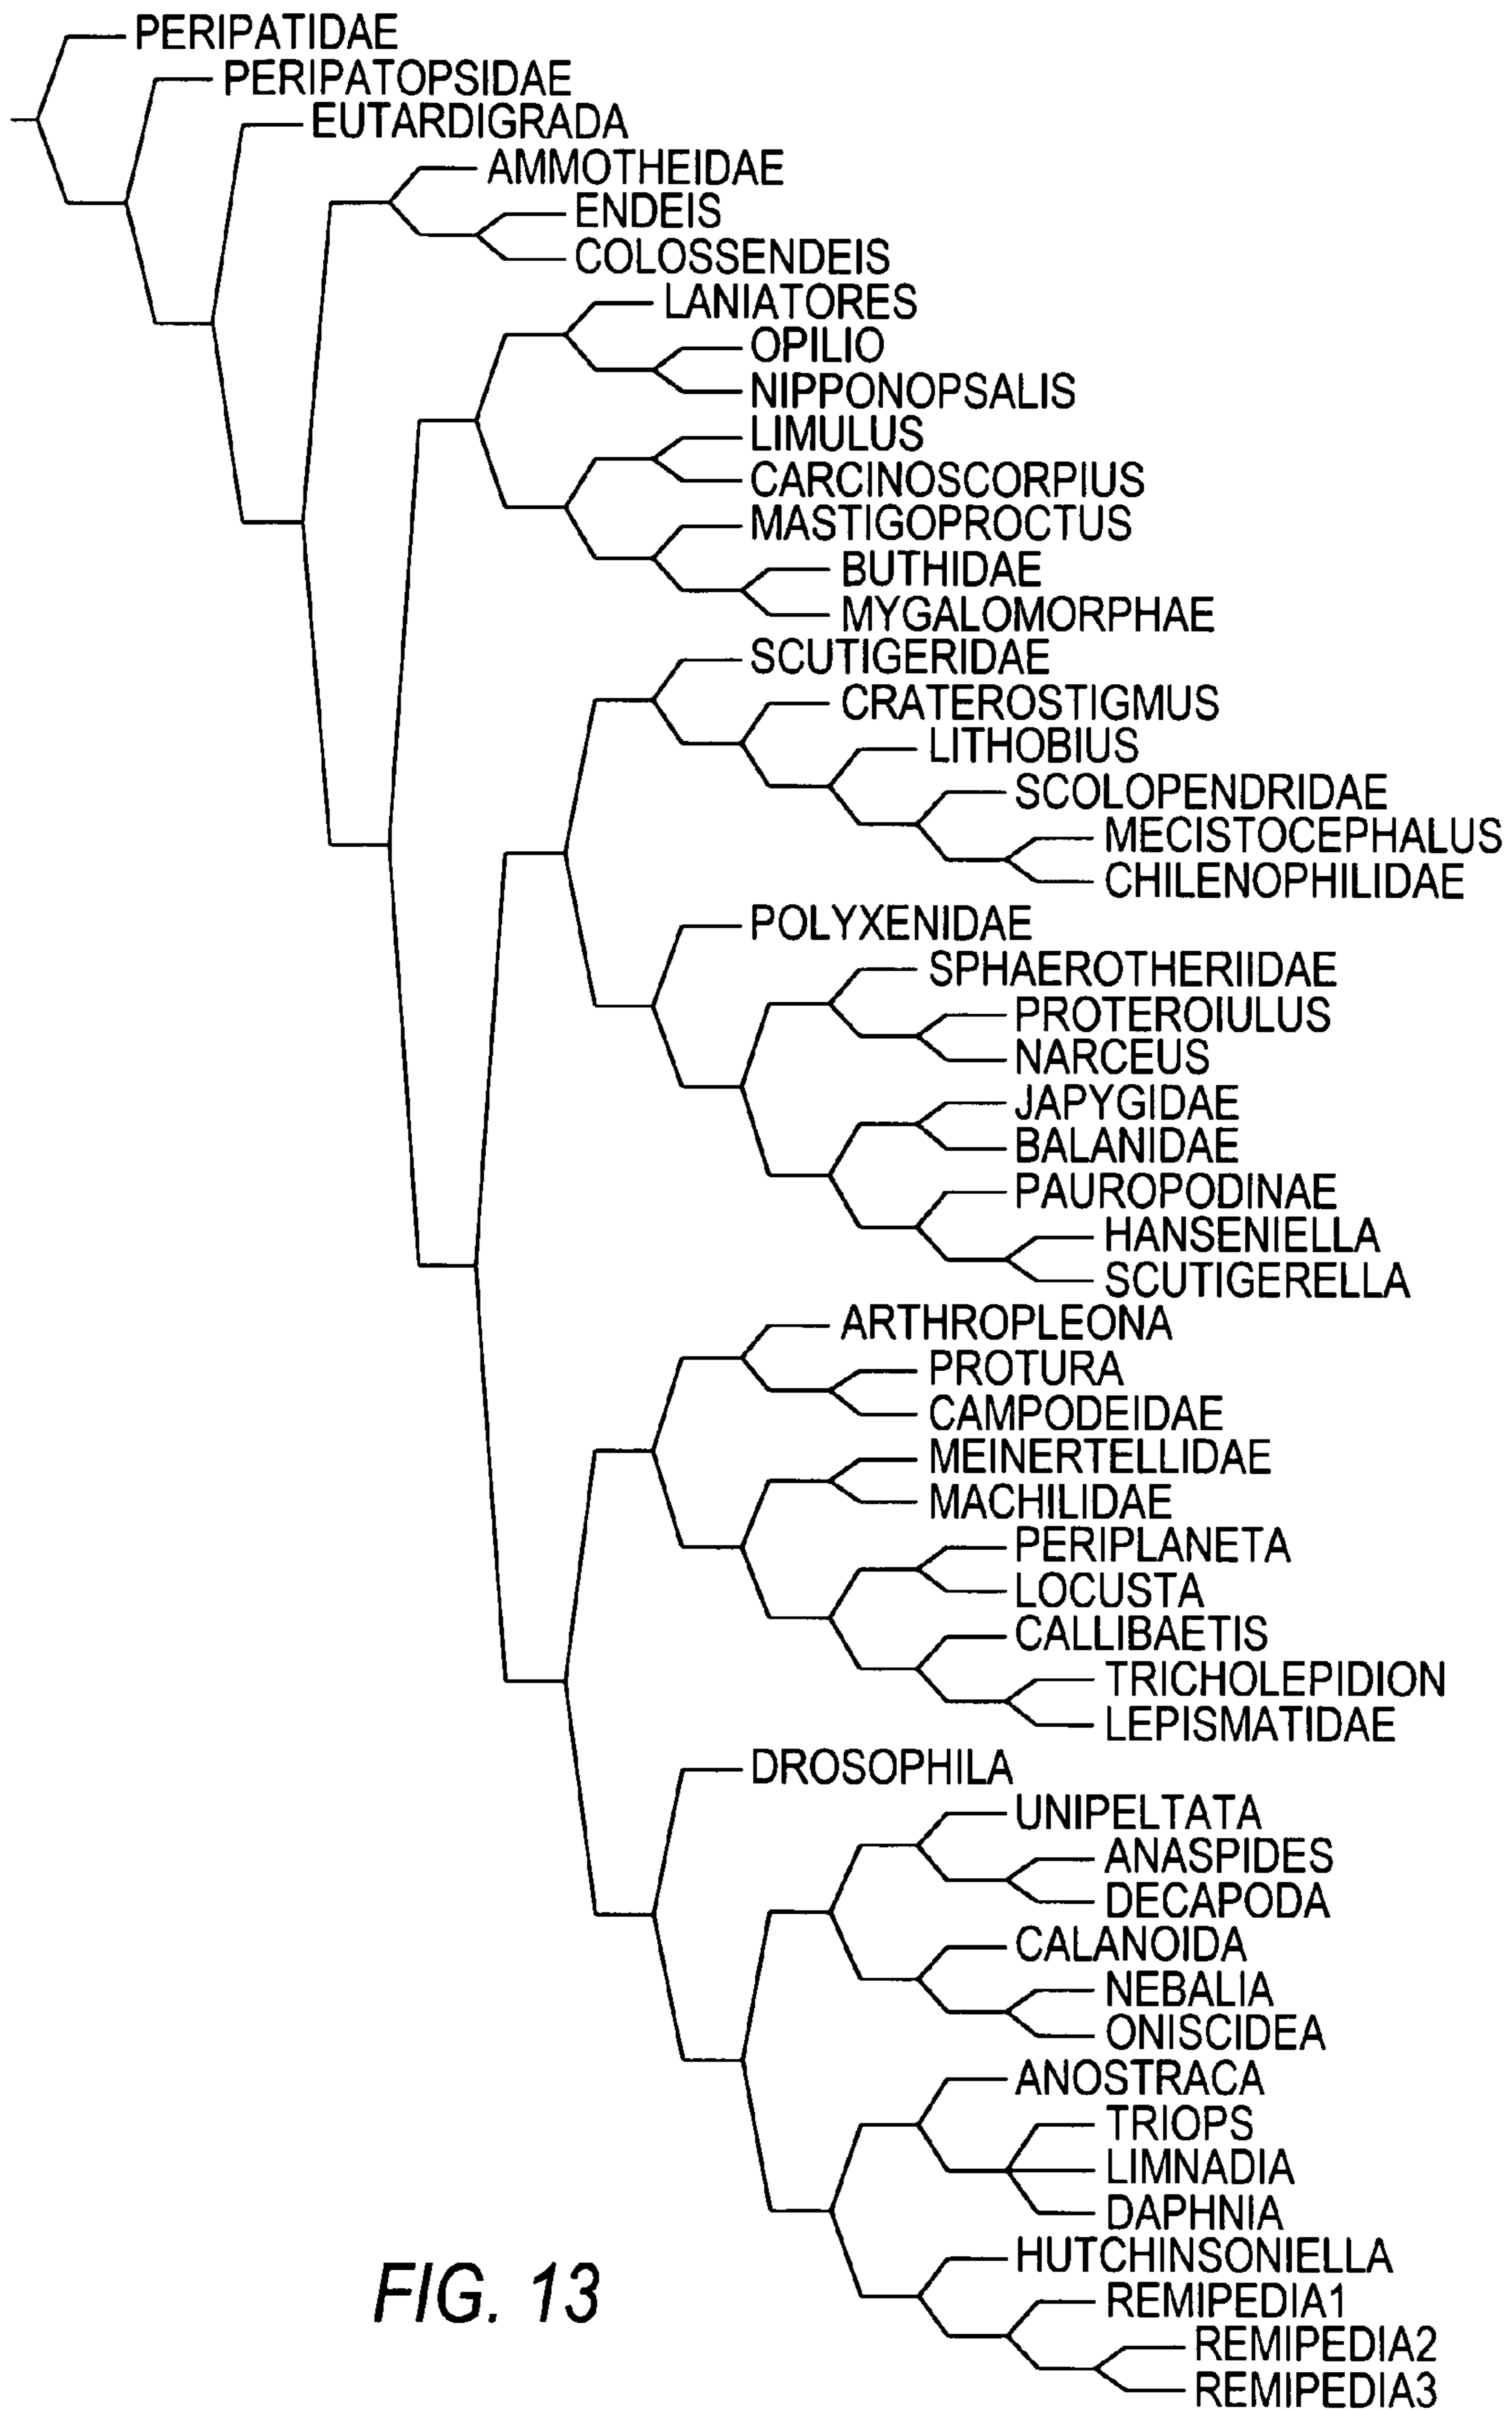 PERIPATIDAE
PERIPATOPSIDAE
EUTARDIGRADA
AMMOTHEIDAE
ENDEIS
COLOSSENDEIS
LANIATORES
OPILIO
NIPPONOPSALIS
LIMULUS
CARCINOSCORPIUS
MASTIGOPROCTUS
BUTHIDAE
MYGALOMORPHAE
SCUTIGERIDAE
CRATEROSTIGMUS
LITHOBIUS
SCOLOPENDRIDAE
MECISTOCEPHALUS
CHILENOPHILIDAE
POLYXENIDAE
SPHAEROTHERIIDAE
PROTEROIULUS
NARCEUS
JAPYGIDAE
BALANIDAE
PAUROPODINAE
HANSENIELLA
SCUTIGERELLA
ARTHROPLEONA
PROTURA
CAMPODEIDAE
MEINERTELLIDAE
MACHILIDAE
PERIPLANETA
LOCUSTA
CALLIBAETIS
TRICHOLEPIDION
LEPISMATIDAE
DROSOPHILA
UNIPELTATA
ANASPIDES
DECAPODA
CALANOIDA
NEBALIA
ONISCIDEA
ANOSTRACA
TRIOPS
LIMNADIA
DAPHNIA
HUTCHINSONIELLA
REMIPEDIA1
REMIPEDIA2
REMIPEDIA3
FIG. 13